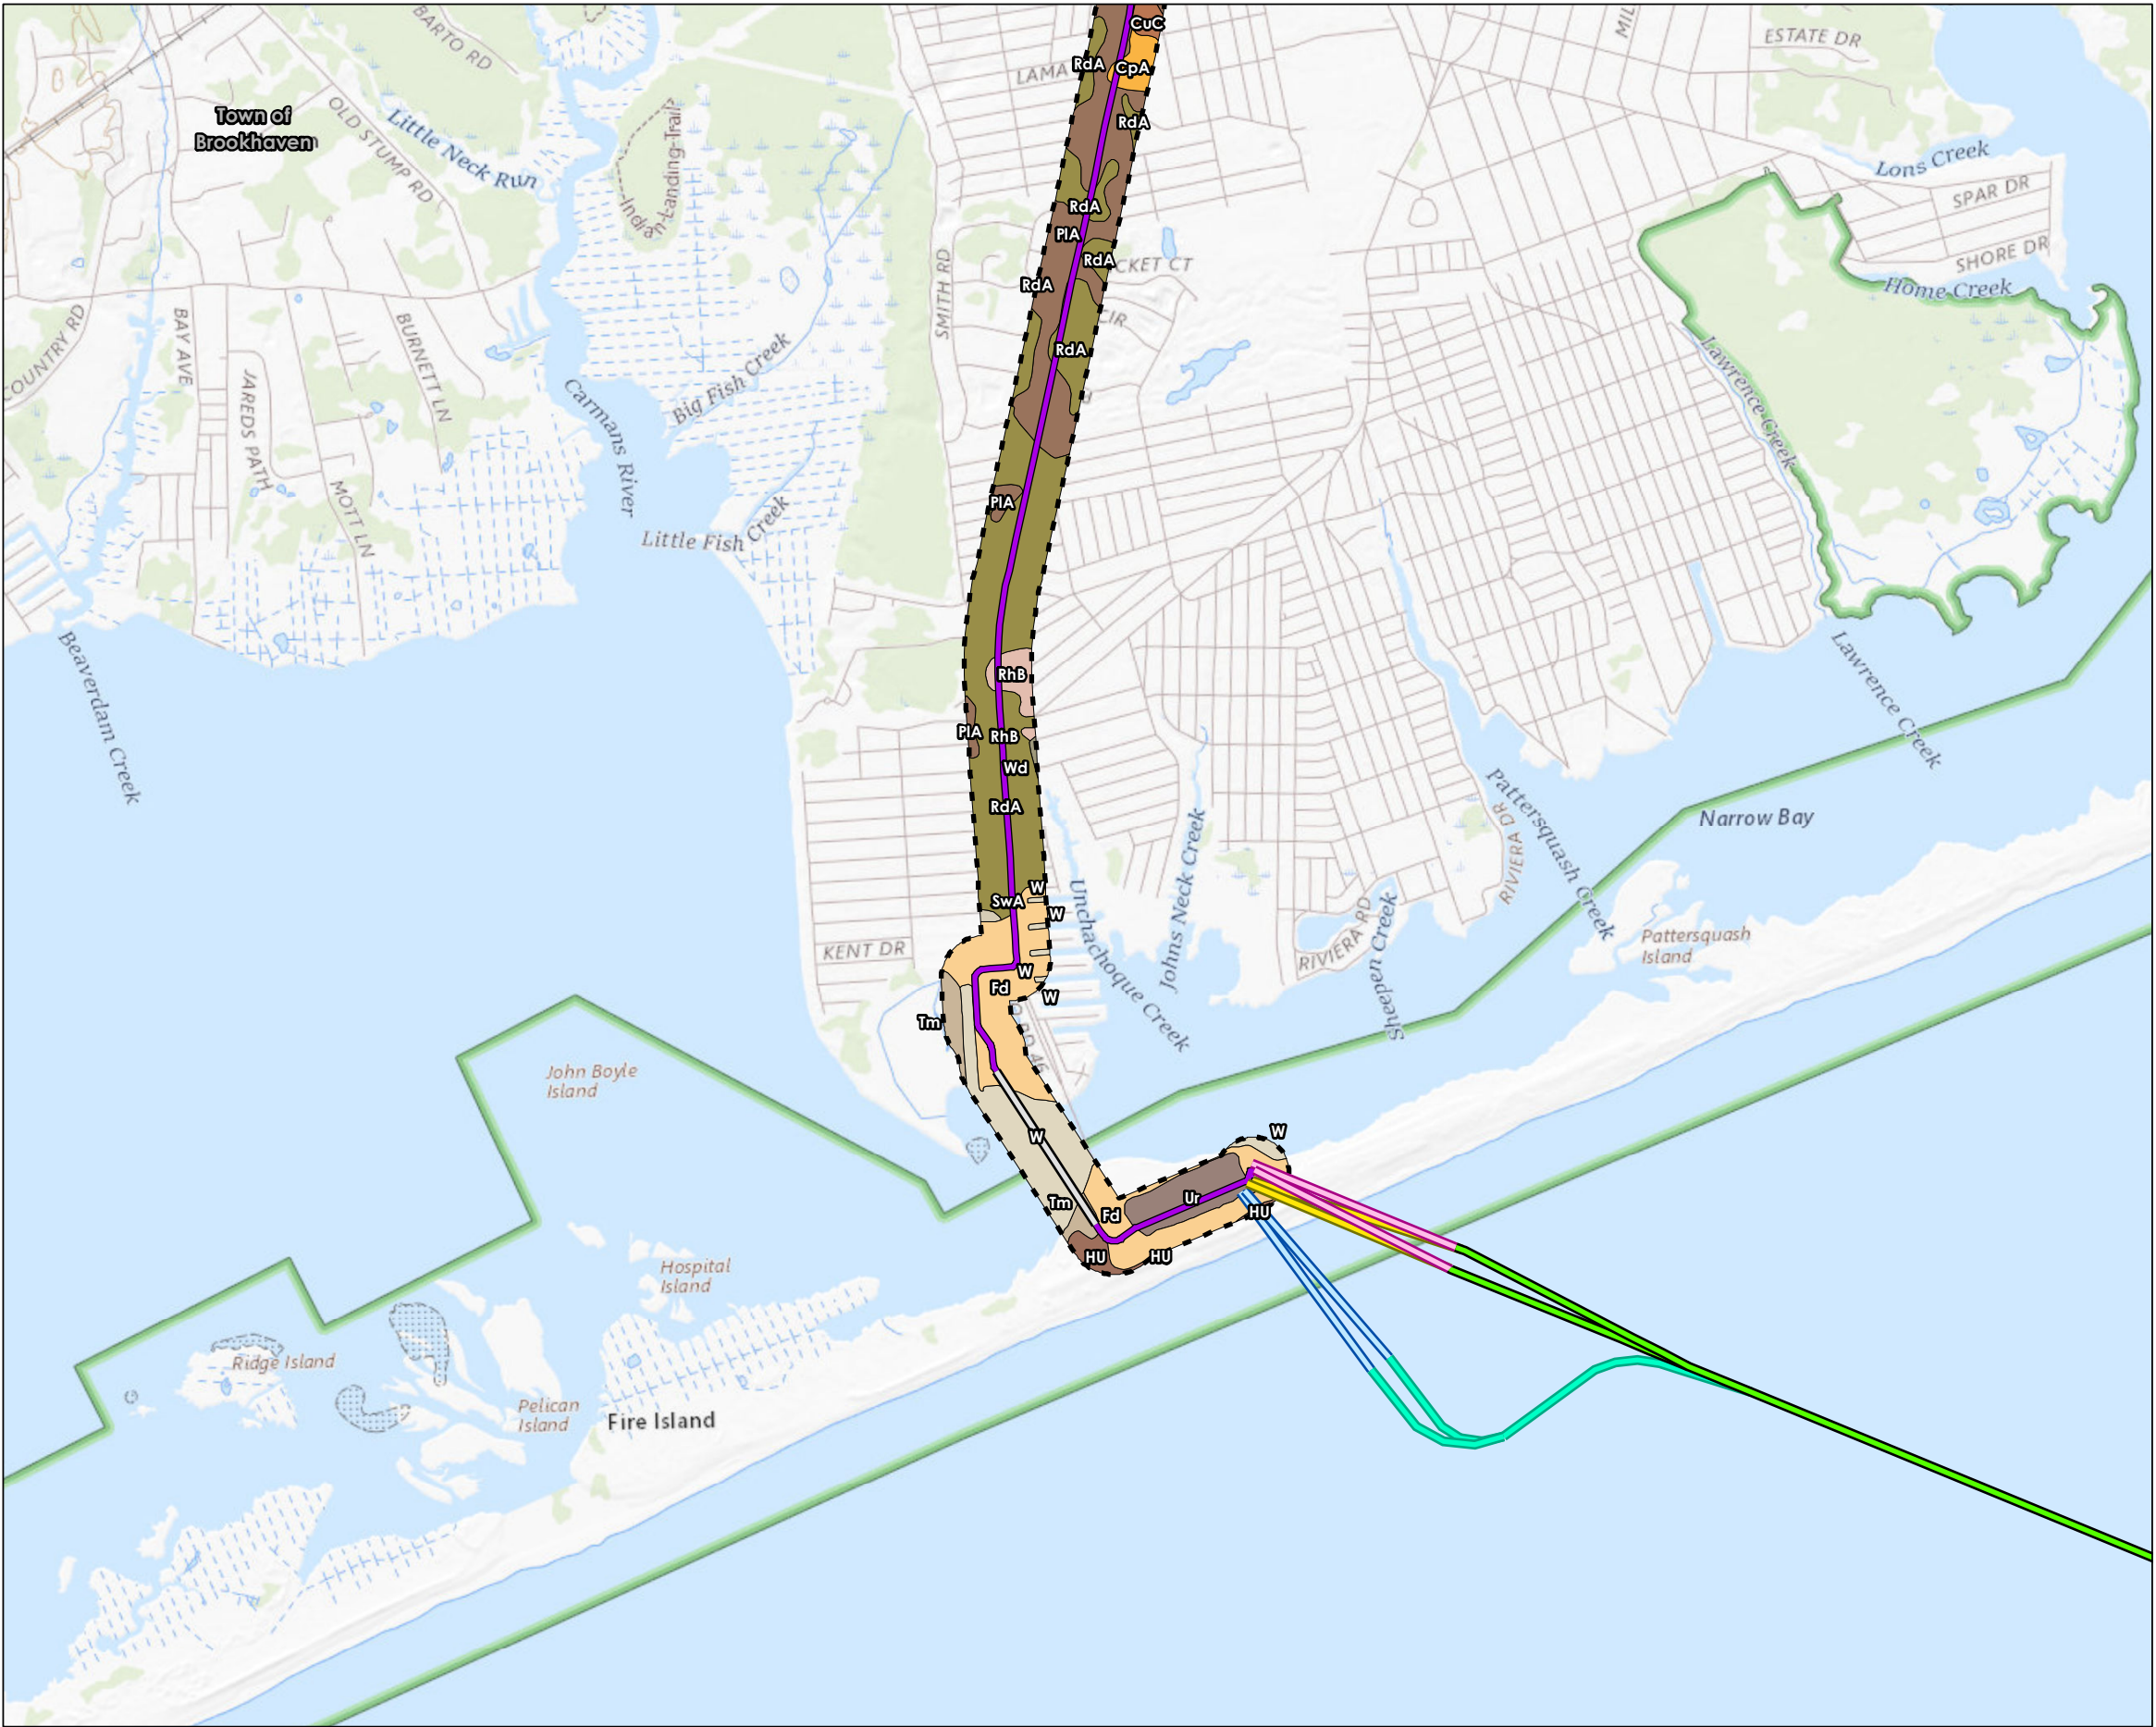 BARTO RD
CuC
MIL
ESTATE DR
RdA
LAMA
CpA
Town of
Brookhaven
OLD STUMP RD
Little Neck Run
Indian-Landing-Trail
RdA
Lons Creek
SPAR DR
RdA
PlA
SHORE DR
RdA
CKET CT
SMITH RD
RdA
Home Creek
COUNTRY RD
BAY AVE
BURNETT LN
CIR
RdA
Big Fish Creek
Lawrence Creek
JAREDS PATH
Carmans River
MOTT LN
PlA
Little Fish Creek
Beaverdam Creek
RhB
Lawrence Creek
PlA
RhB
Wd
RdA
Pattersquash Creek
RIVIERA DR
Narrow Bay
Johns Neck Creek
W
SwA
W
Unchachoque Creek
RIVIERA RD
Sheepen Creek
KENT DR
Pattersquash
Island
W
Fd
W
Tm
D RD 46
John Boyle
Island
W
W
Tm
Fd
Ur
HU
HU
HU
Hospital
Island
Ridge Island
Pelican
Island
Fire Island